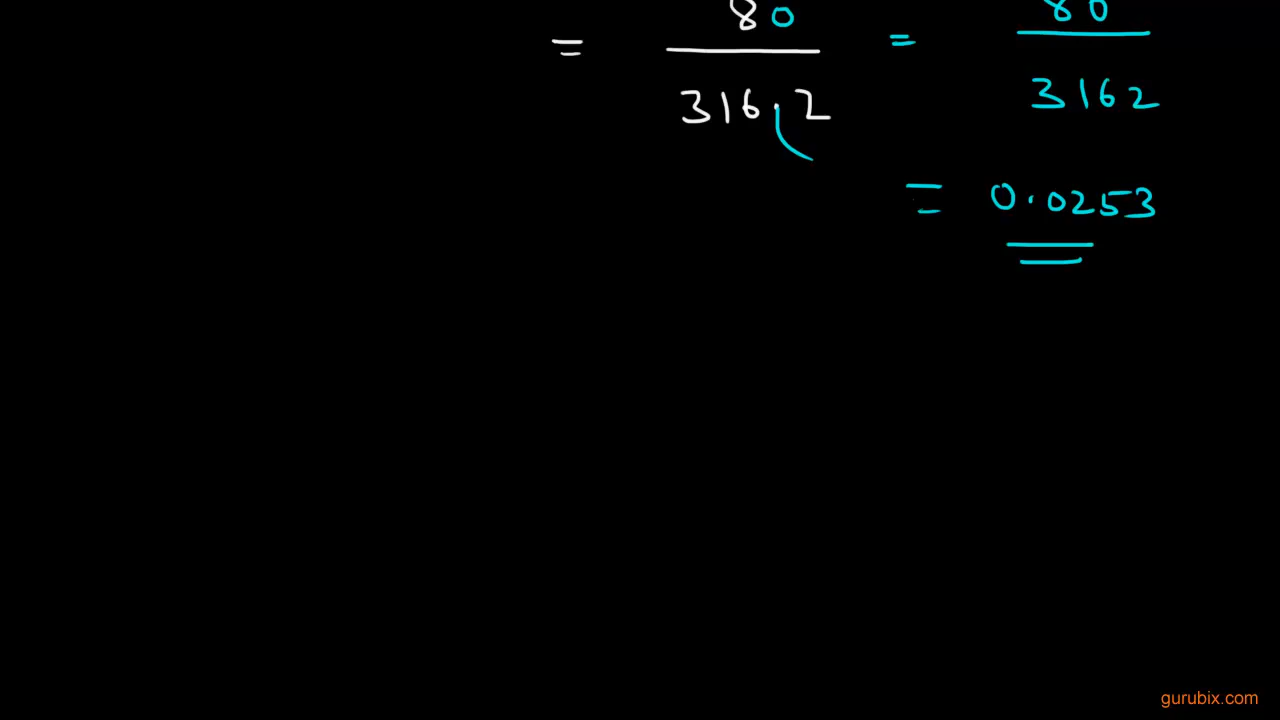 = 80 / 316.2 = 80 / 3162
= 0.0253
gurubix.com